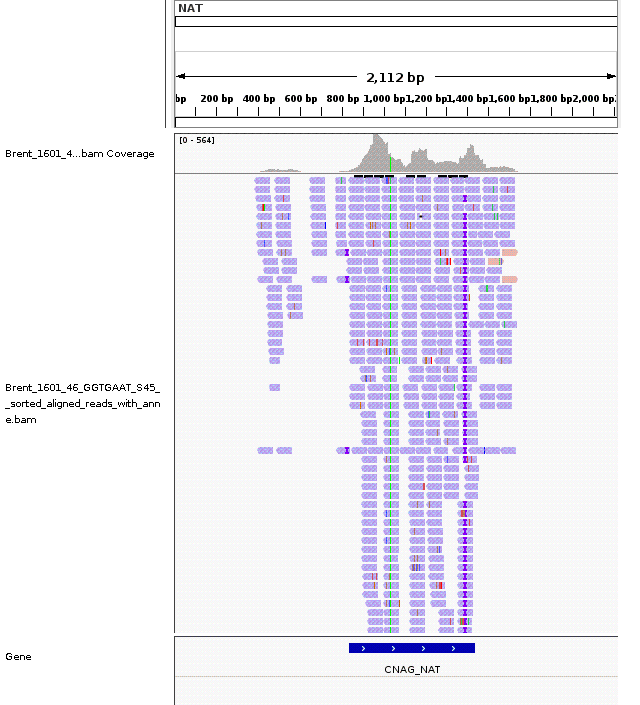 NAT
2,112 bp
bp 200 bp 400 bp 600 bp 800 bp 1,000 bp 1,200 bp 1,400 bp 1,600 bp 1,800 bp 2,000 bp
[0 - 564]
Brent_1601_4...bam Coverage
Brent_1601_46_GGTGAAT_S45_
_sorted_aligned_reads_with_ann
e.bam
Gene
CNAG_NAT